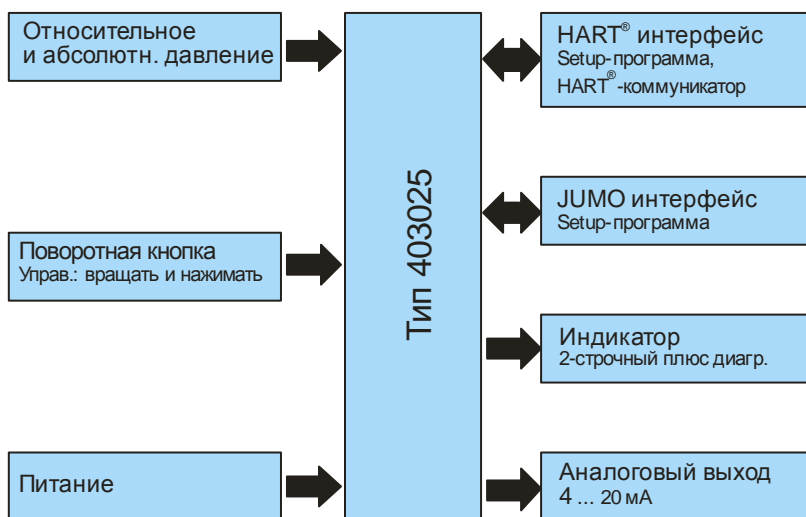 Относительное
и абсолютн. давление
Поворотная кнопка
Управ.: вращать и нажимать
Питание
Тип 403025
HART® интерфейс
Setup-программа,
HART®-коммуникатор
JUMO интерфейс
Setup-программа
Индикатор
2-строчный плюс диагр.
Аналоговый выход
4 ... 20 мА